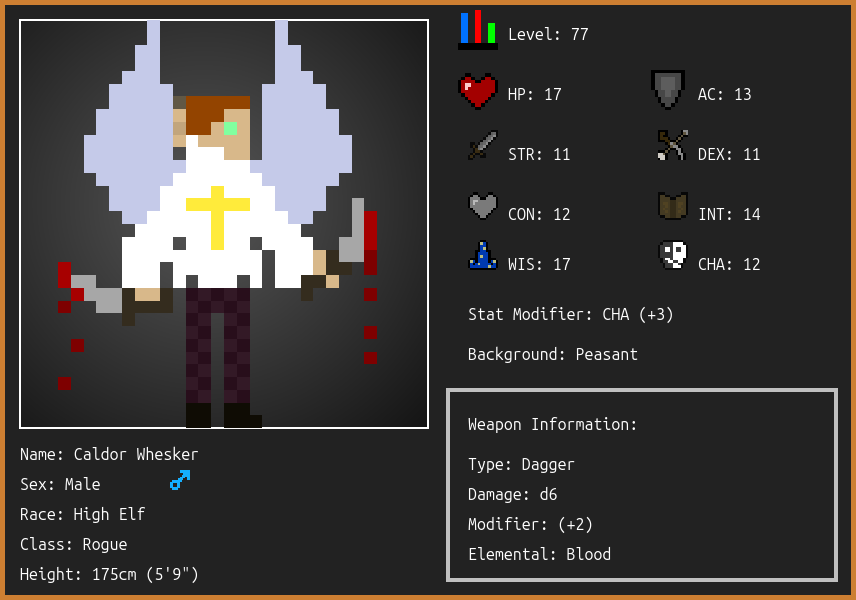 Level: 77
HP: 17
AC: 13
STR: 11
DEX: 11
CON: 12
INT: 14
WIS: 17
CHA: 12
Stat Modifier: CHA (+3)
Background: Peasant
Weapon Information:
Type: Dagger
Damage: d6
Modifier: (+2)
Elemental: Blood
Name: Caldor Whesker
Sex: Male
Race: High Elf
Class: Rogue
Height: 175cm (5'9")